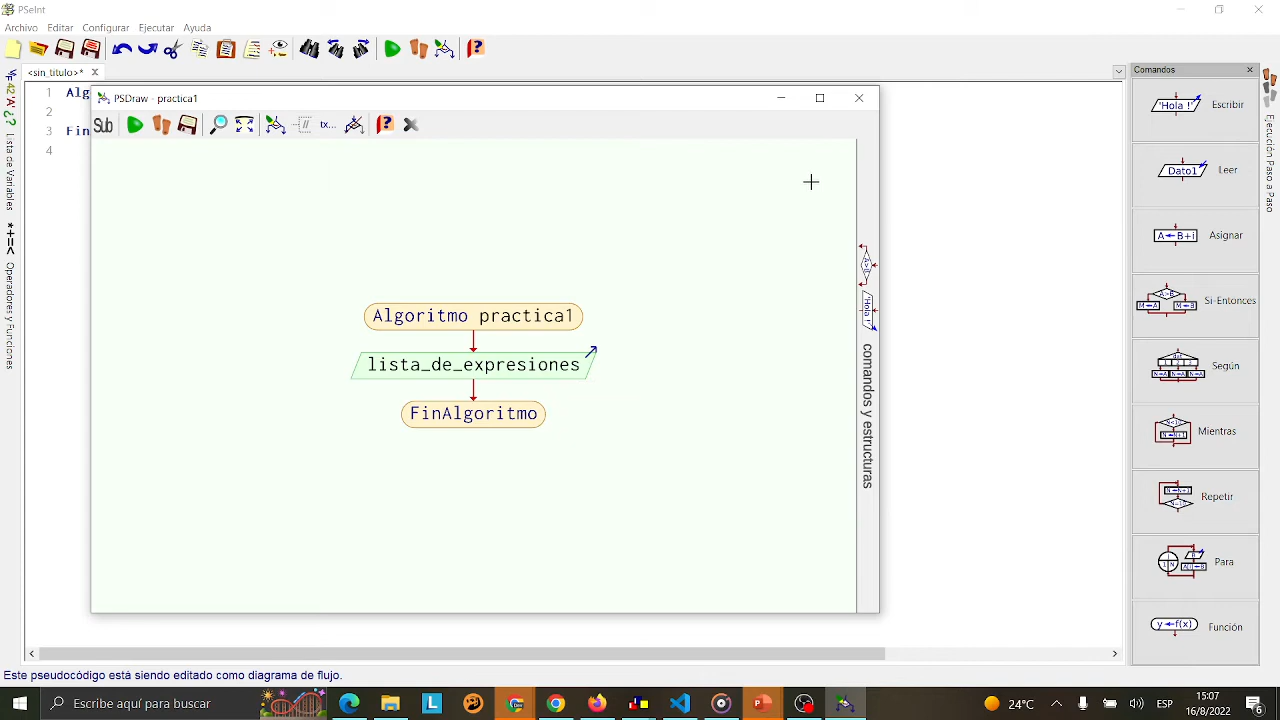 PSeInt
Archivo Editar Configurar Ejecutar Ayuda
<sin_titulo>*
Comandos
1 Alg
2
3 Fin
4
PSDraw - practica1
Sub
Algoritmo practica1
lista_de_expresiones
FinAlgoritmo
comandos y estructuras
'Hola !'
Lista de Variables
*+=< Operadores y Funciones
'Hola !' Escribir
Dato1 Leer
A←B+i Asignar
A>B
M←A M←B
Si-Entonces
Según
Mientras
Repetir
Para
y←f(x) Función
Ejecución Paso a Paso
Este pseudocódigo está siendo editado como diagrama de flujo.
Escribe aquí para buscar
24°C
ESP
15:07
16/8/2022